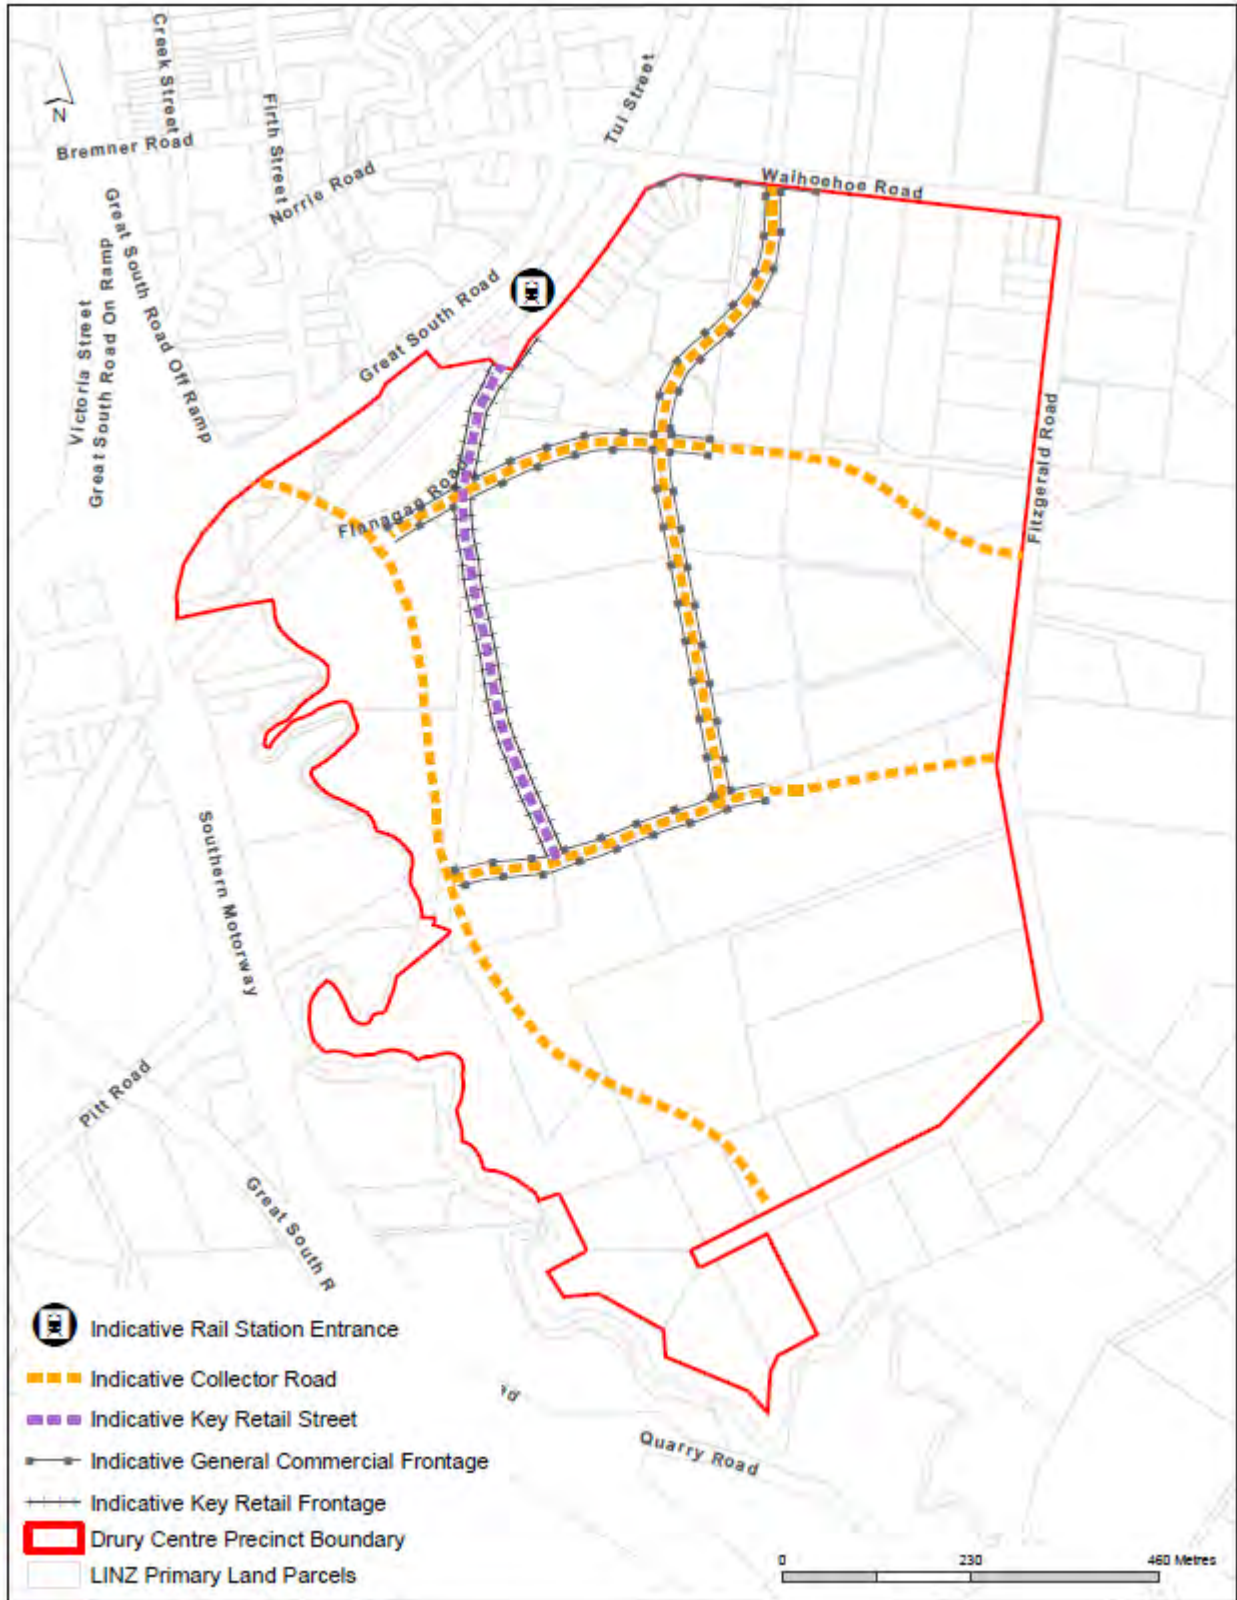 Creek Street
Firth Street
Tui Street
N
Bremner Road
Norrie Road
Waihoehoe Road
Great South Road Off Ramp
Great South Road On Ramp
Victoria Street
Great South Road
Flanagan Road
Fitzgerald Road
Southern Motorway
Pitt Road
Great South R
ad
Quarry Road
Indicative Rail Station Entrance
Indicative Collector Road
Indicative Key Retail Street
Indicative General Commercial Frontage
Indicative Key Retail Frontage
Drury Centre Precinct Boundary
LINZ Primary Land Parcels
0 230 460 Metres